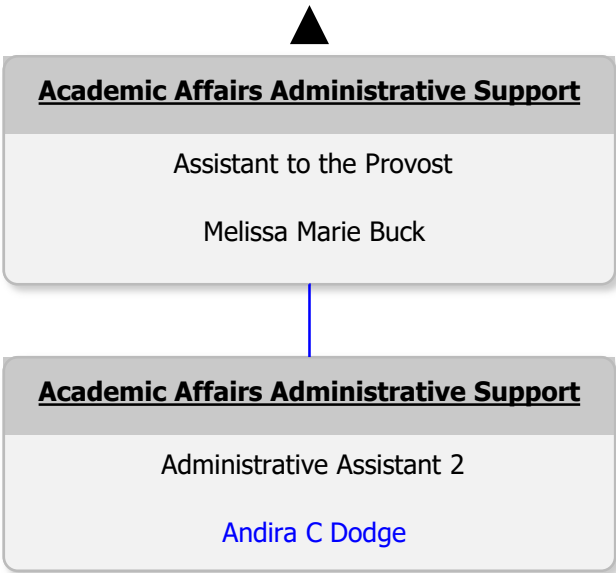 Academic Affairs Administrative Support
Assistant to the Provost
Melissa Marie Buck
Academic Affairs Administrative Support
Administrative Assistant 2
Andira C Dodge